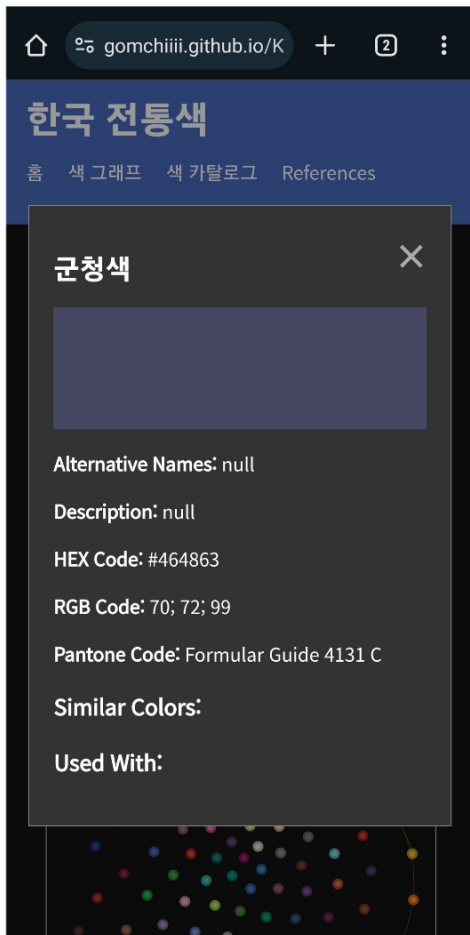 gomchiiii.github.io/K
2
한국 전통색
홈 색 그래프 색 카탈로그 References
군청색
Alternative Names: null
Description: null
HEX Code: #464863
RGB Code: 70; 72; 99
Pantone Code: Formular Guide 4131 C
Similar Colors:
Used With: